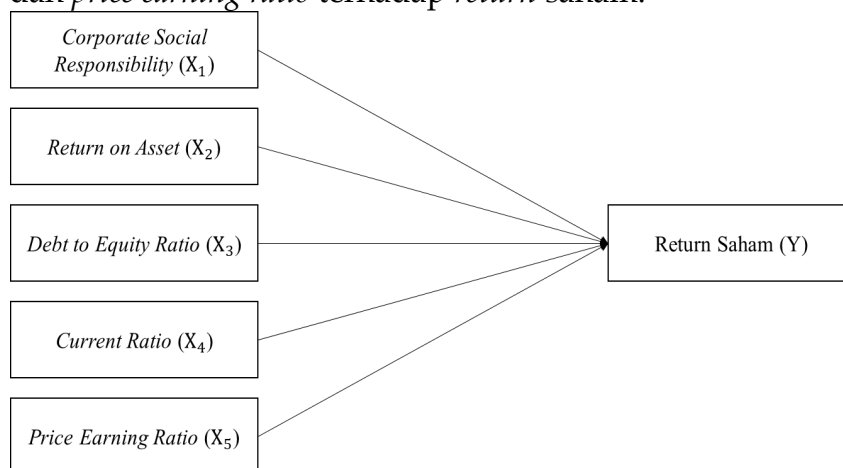 dan price earning ratio terhadap return saham.
Corporate Social
Responsibility (X₁)
Return on Asset (X₂)
Debt to Equity Ratio (X₃)
Return Saham (Y)
Current Ratio (X₄)
Price Earning Ratio (X₅)